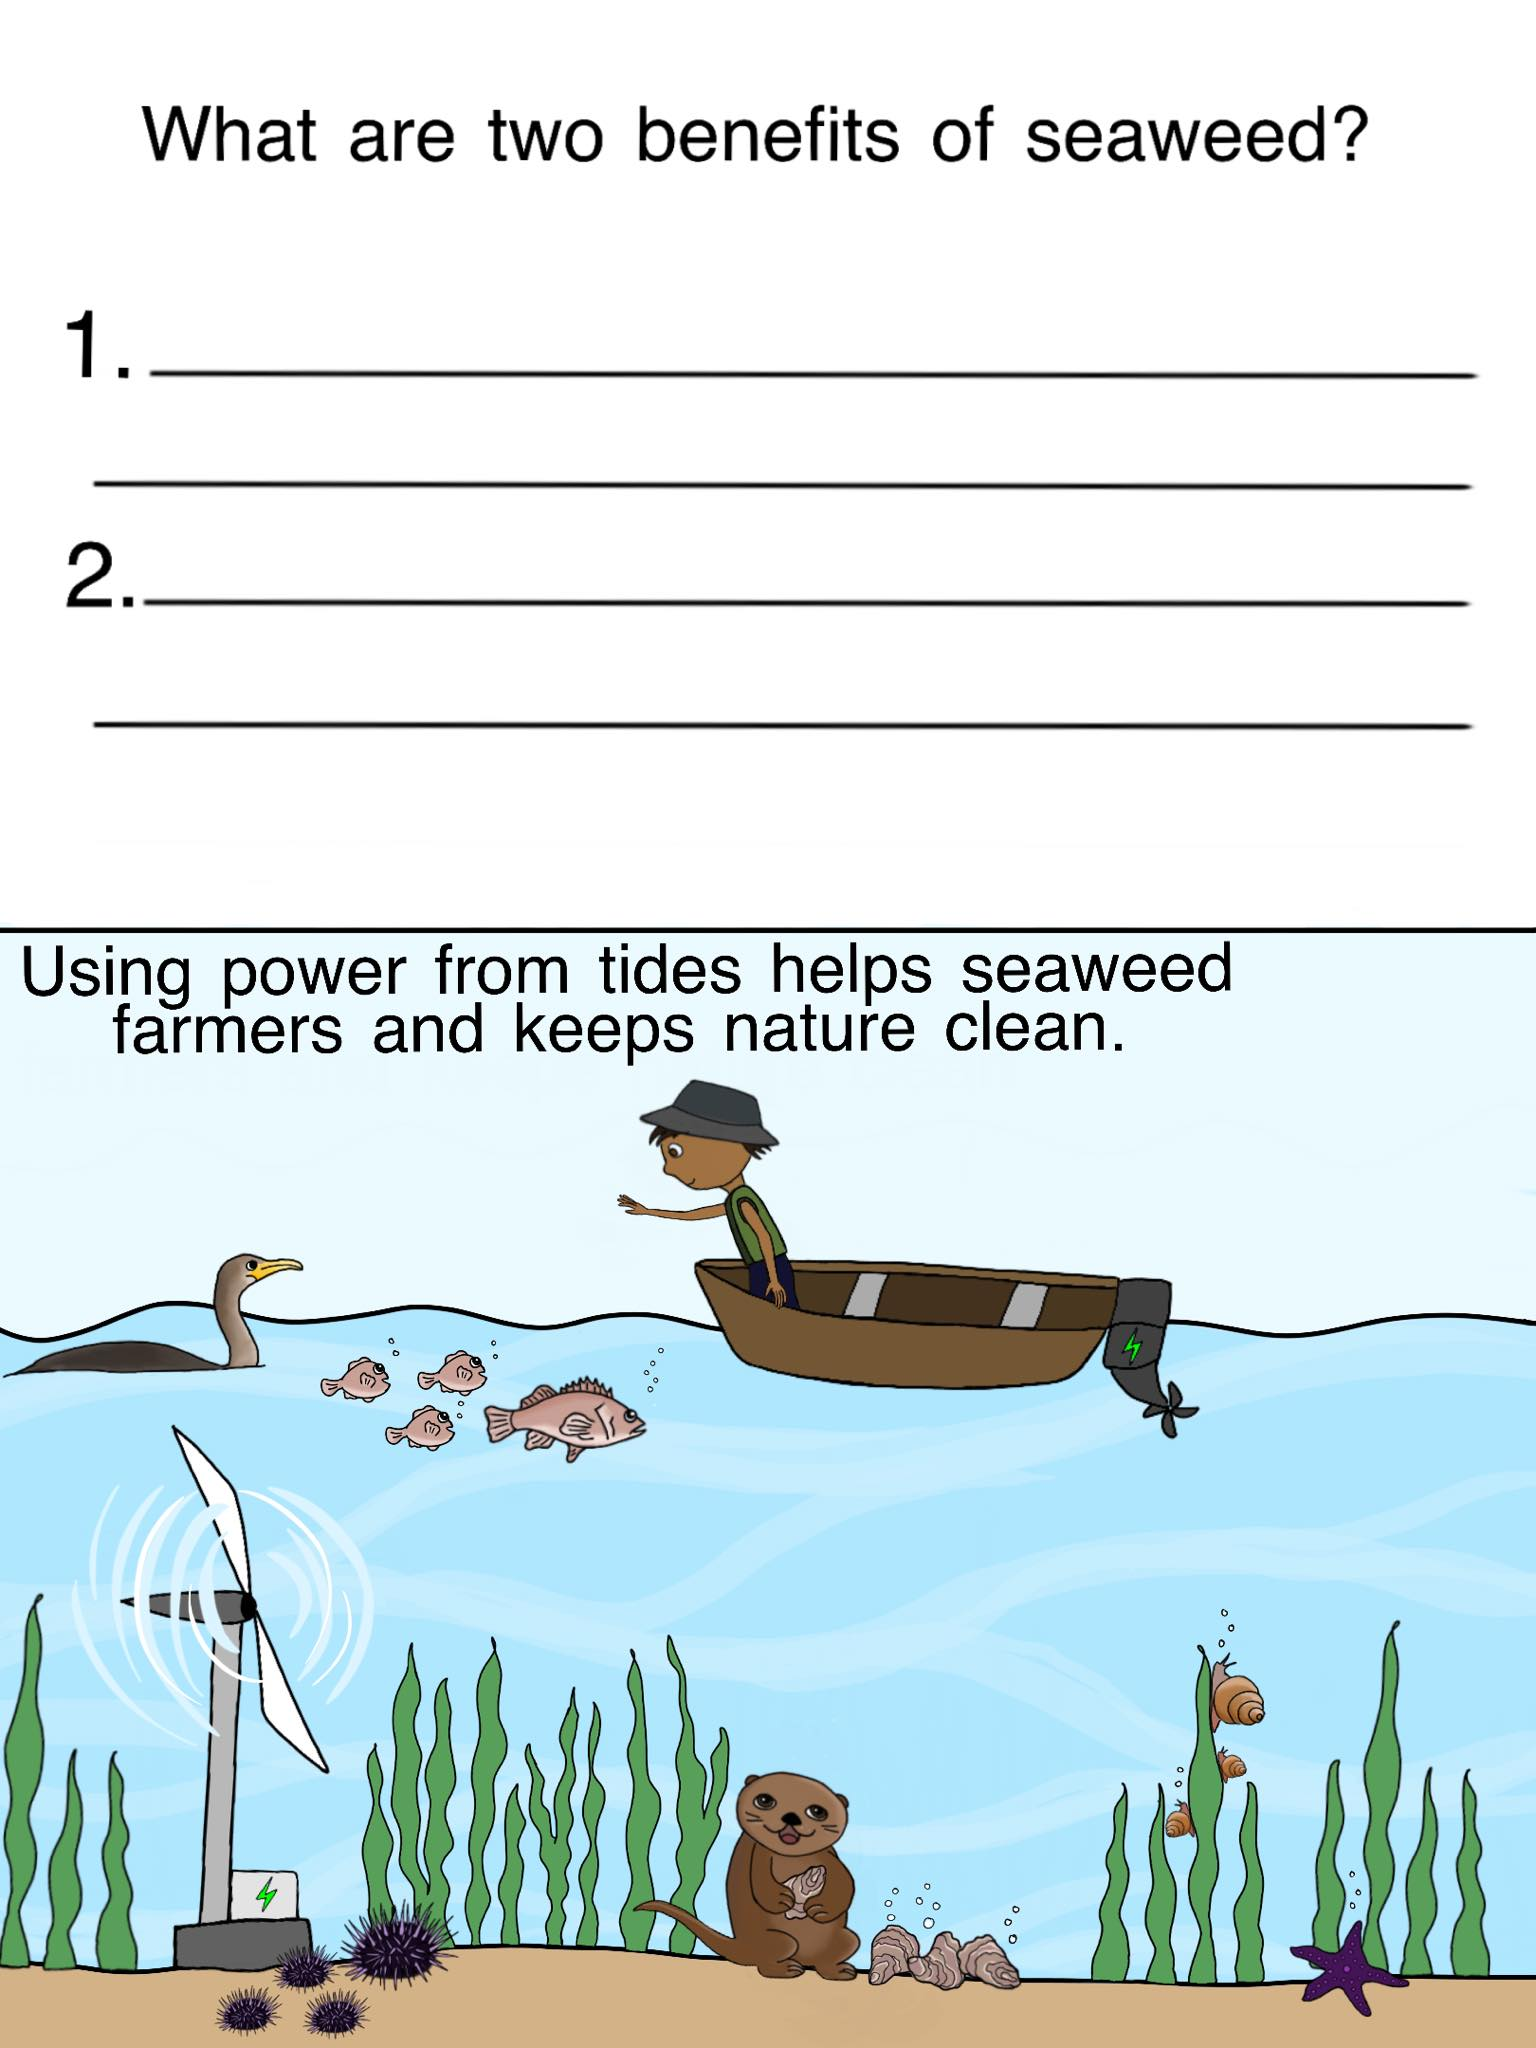 What are two benefits of seaweed?
1.
2.
Using power from tides helps seaweed
farmers and keeps nature clean.